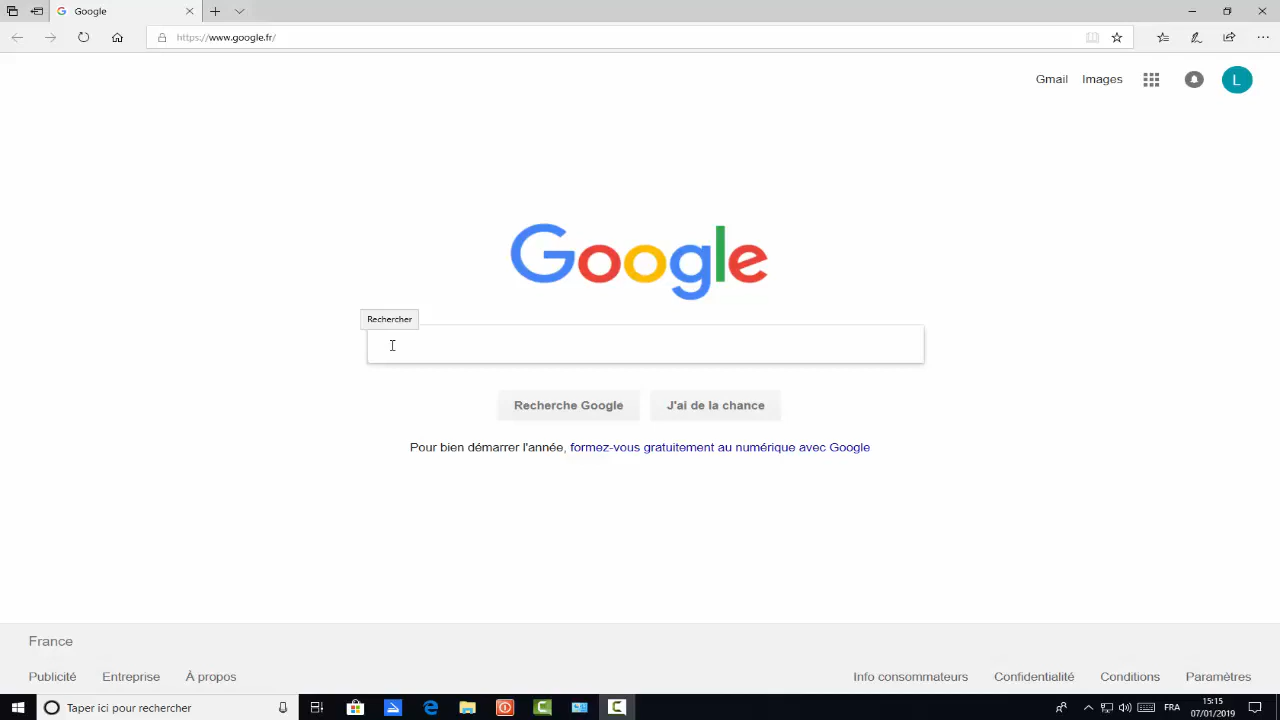 Google
https://www.google.fr/
Gmail Images L
Google
Rechercher
Recherche Google J'ai de la chance
Pour bien démarrer l'année, formez-vous gratuitement au numérique avec Google
France
Publicité Entreprise À propos Info consommateurs Confidentialité Conditions Paramètres
Taper ici pour rechercher FRA 15:15
07/01/2019